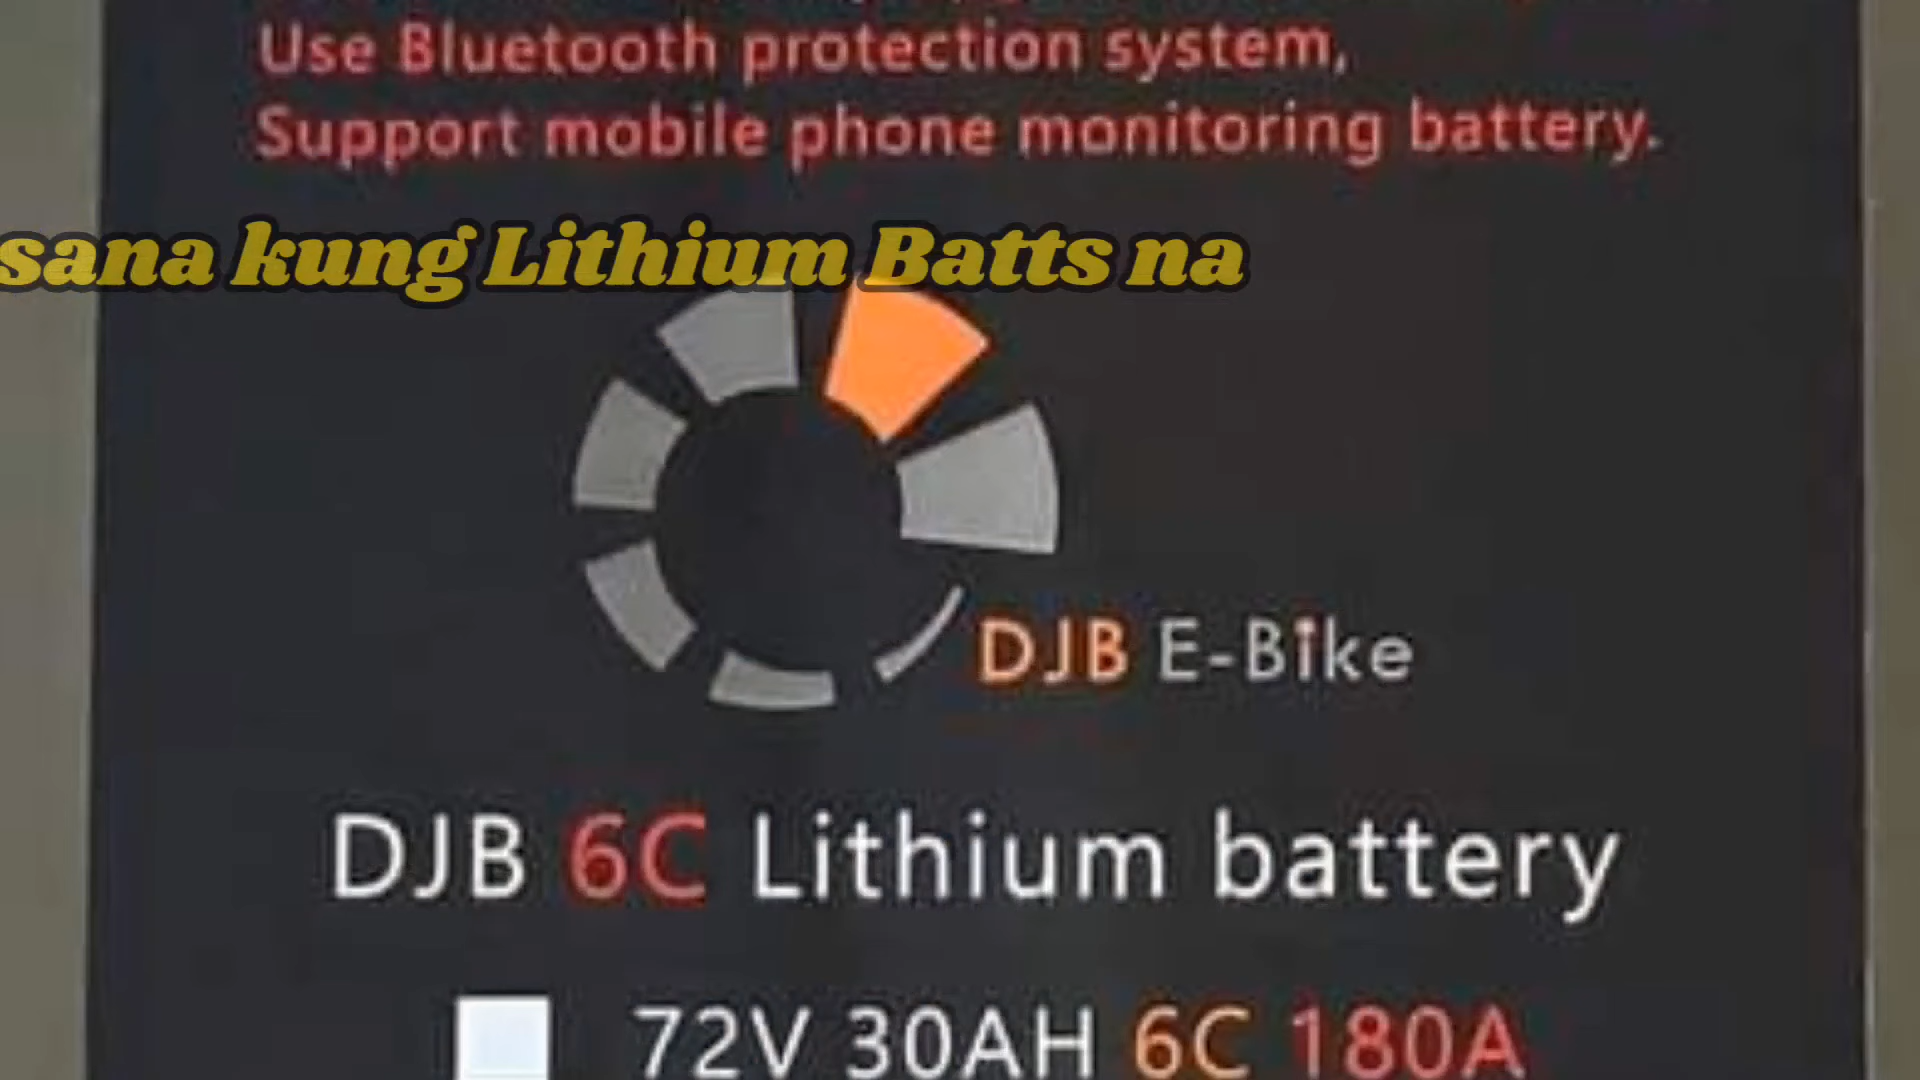 Use Bluetooth protection system,
Support mobile phone monitoring battery.
sana kung Lithium Batts na
DJB E-Bike
DJB 6C Lithium battery
72V 30AH 6C 180A